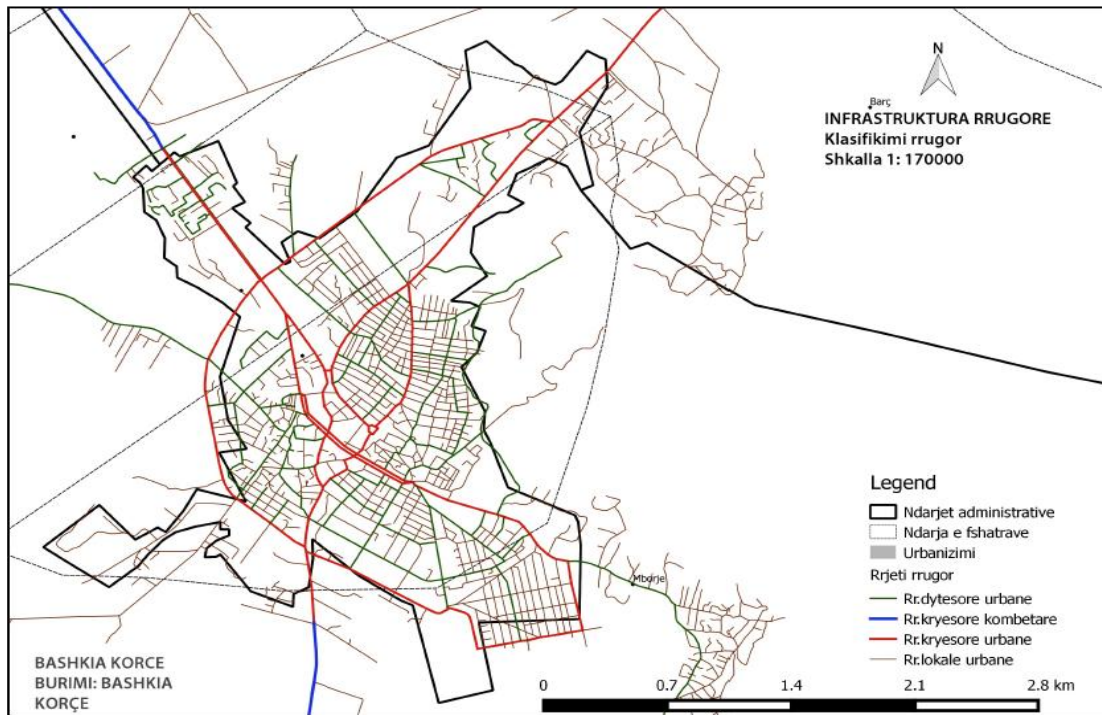 N
Barç
INFRASTRUKTURA RRUGORE
Klasifikimi rrugor
Shkalla 1: 170000
Legend
Ndarjet administrative
Ndarja e fshatrave
Urbanizimi
Rrjeti rrugor
Rr.dytesore urbane
Rr.kryesore kombetare
Rr.kryesore urbane
Rr.lokale urbane
Mborje
BASHKIA KORCE
BURIMI: BASHKIA
KORÇE
0 0.7 1.4 2.1 2.8 km